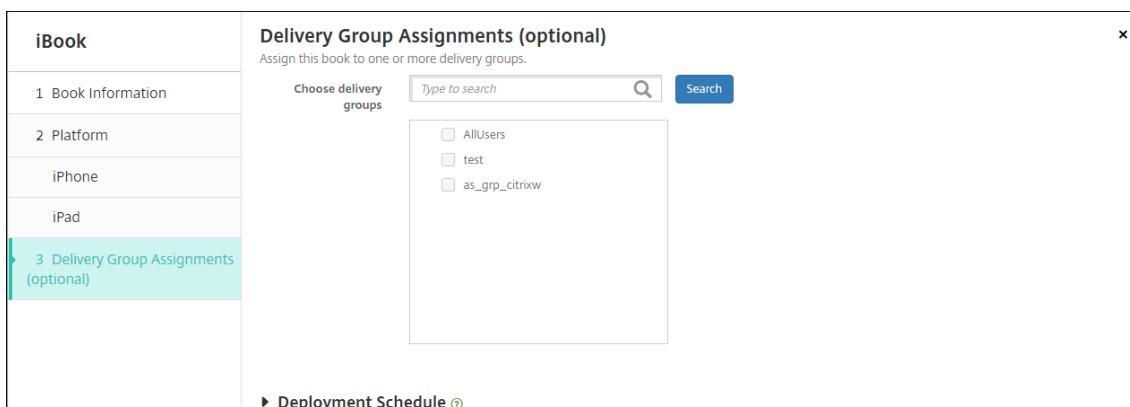 iBook
1 Book Information
2 Platform
iPhone
iPad
3 Delivery Group Assignments
(optional)
Delivery Group Assignments (optional)
Assign this book to one or more delivery groups.
Choose delivery
groups
Type to search
Search
AllUsers
test
as_grp_citrixw
Deployment Schedule